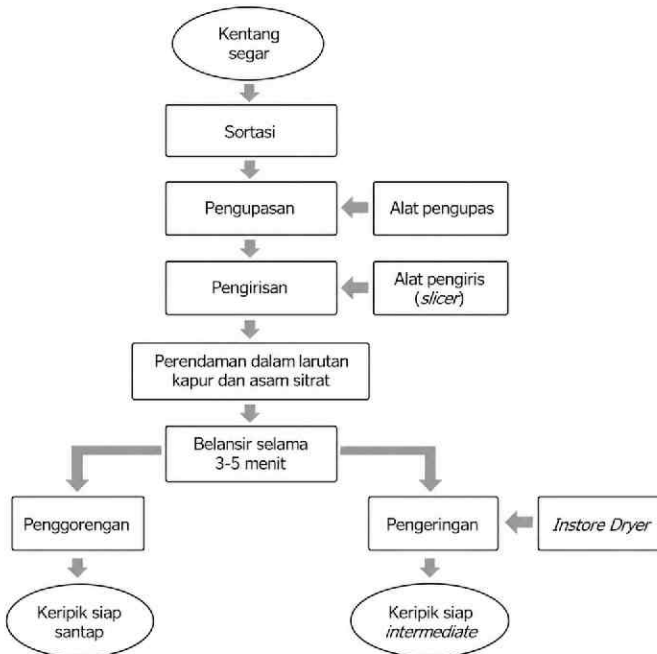 Kentang
segar
Sortasi
Pengupasan
Alat pengupas
Pengirisan
Alat pengiris
(slicer)
Perendaman dalam larutan
kapur dan asam sitrat
Belansir selama
3-5 menit
Penggorengan
Pengeringan
Instore Dryer
Keripik siap
santap
Keripik siap
intermediate